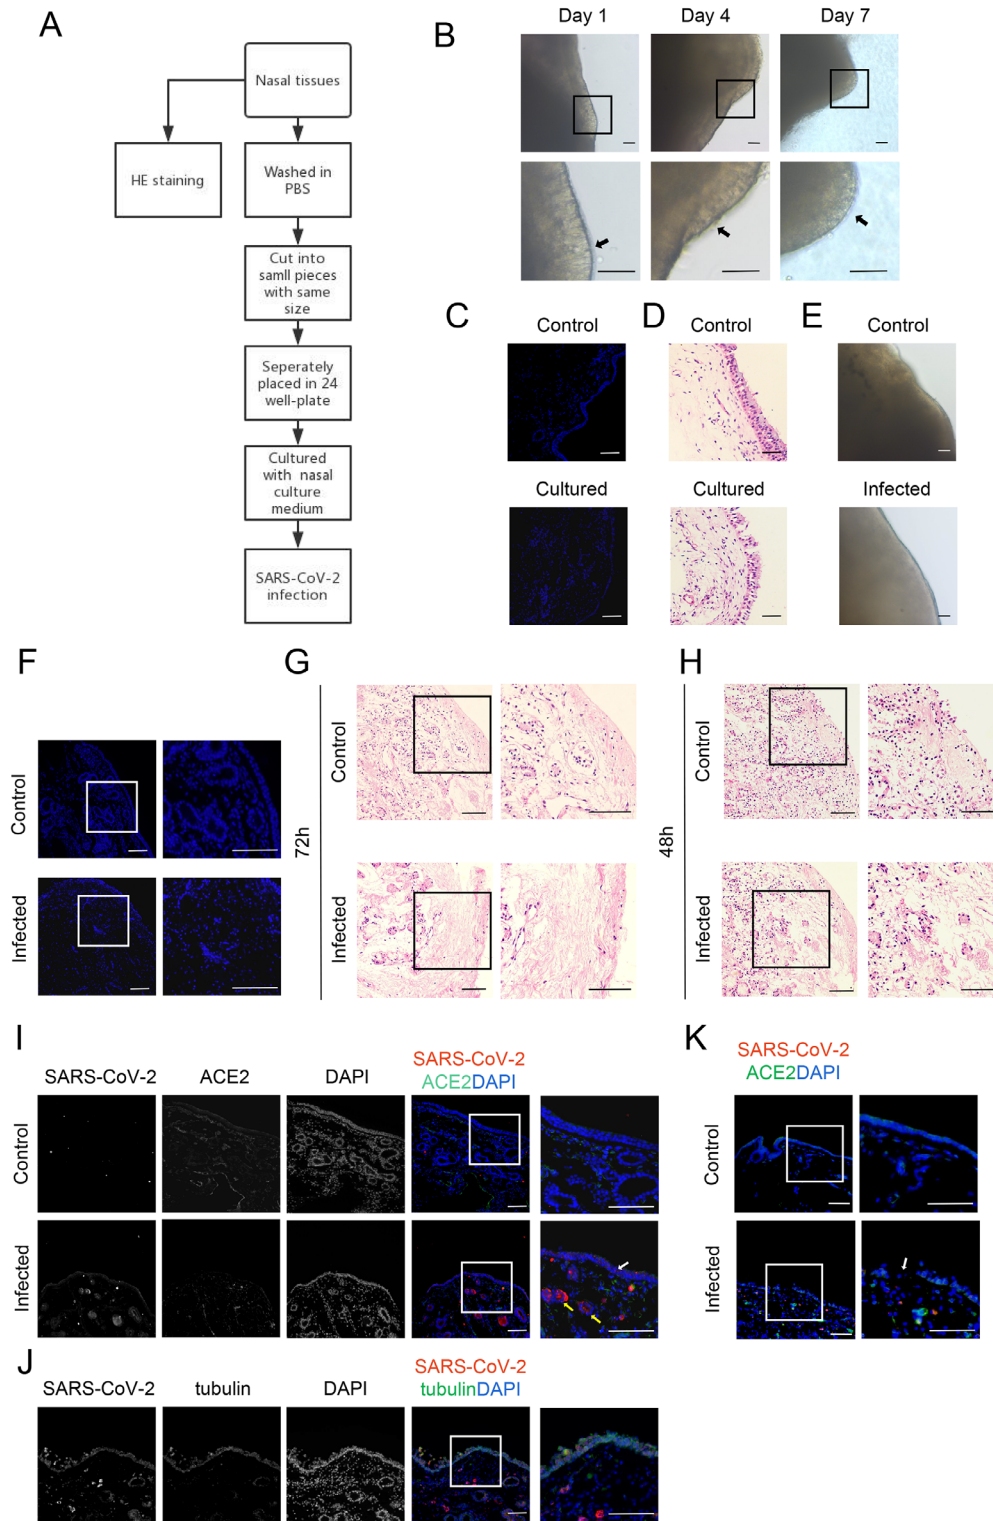 A
Nasal tissues
HE staining
Washed in
PBS
Cut into
samll pieces
with same
size
Seperately
placed in 24
well-plate
Cultured
with nasal
culture
medium
SARS-CoV-2
infection
B
Day 1
Day 4
Day 7
C
Control
Cultured
D
Control
Cultured
E
Control
Infected
F
Control
Infected
G
72h
Control
Infected
H
48h
Control
Infected
I
SARS-CoV-2
ACE2
DAPI
SARS-CoV-2
ACE2DAPI
Control
Infected
K
SARS-CoV-2
ACE2DAPI
Control
Infected
J
SARS-CoV-2
tubulin
DAPI
SARS-CoV-2
tubulinDAPI